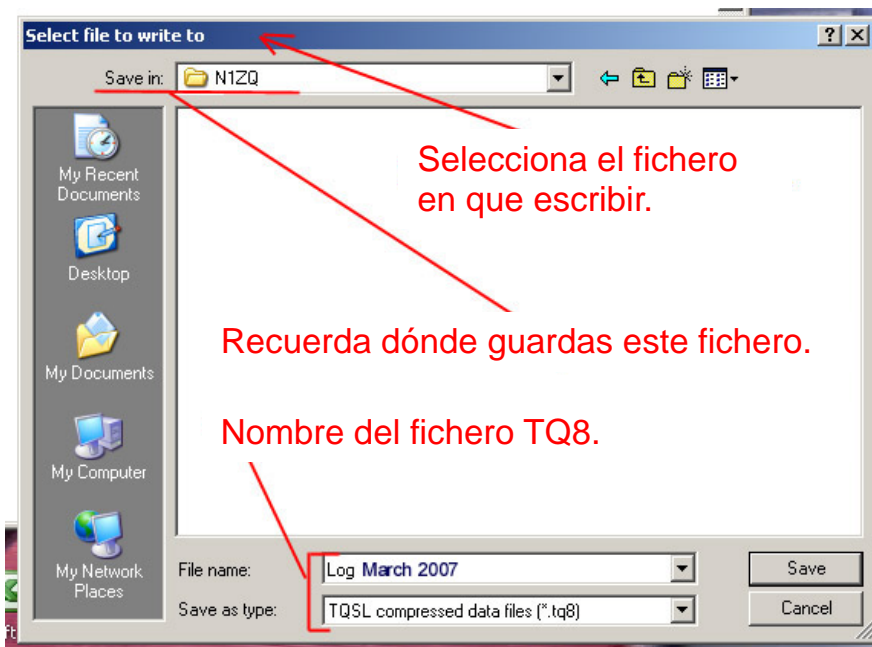 Select file to write to
Save in: N1ZQ
Selecciona el fichero
en que escribir.
My Recent
Documents
Desktop
Recuerda dónde guardas este fichero.
My Documents
Nombre del fichero TQ8.
My Computer
My Network
Places
File name: Log March 2007 Save
Save as type: TQSL compressed data files (*.tq8) Cancel